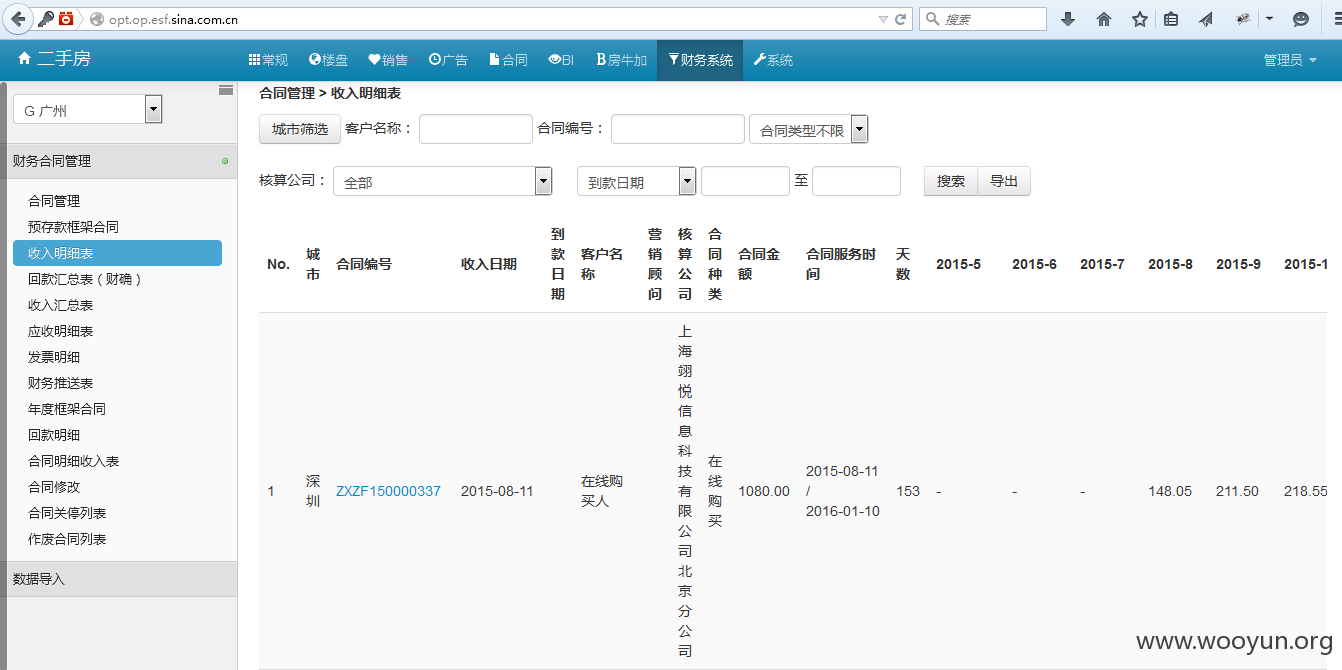 opt.op.esf.sina.com.cn
搜索
二手房
常规
楼盘
销售
广告
合同
BI
房牛加
财务系统
系统
管理员
G 广州
财务合同管理
合同管理
预存款框架合同
收入明细表
回款汇总表（财确）
收入汇总表
应收明细表
发票明细
财务推送表
年度框架合同
回款明细
合同明细收入表
合同修改
合同关停列表
作废合同列表
数据导入
合同管理 > 收入明细表
城市筛选 客户名称： 合同编号： 合同类型不限
核算公司： 全部 到款日期 至 搜索 导出
No. 城市 合同编号 收入日期 到款日期 客户名称 营销顾问 核算公司 合同种类 合同金额 合同服务时间 天数 2015-5 2015-6 2015-7 2015-8 2015-9 2015-1
1 深圳 ZXZF150000337 2015-08-11 在线购买人 上海翊悦信息科技有限公司北京分公司 在线购买 1080.00 2015-08-11 / 2016-01-10 153 - - - 148.05 211.50 218.55
www.wooyun.org